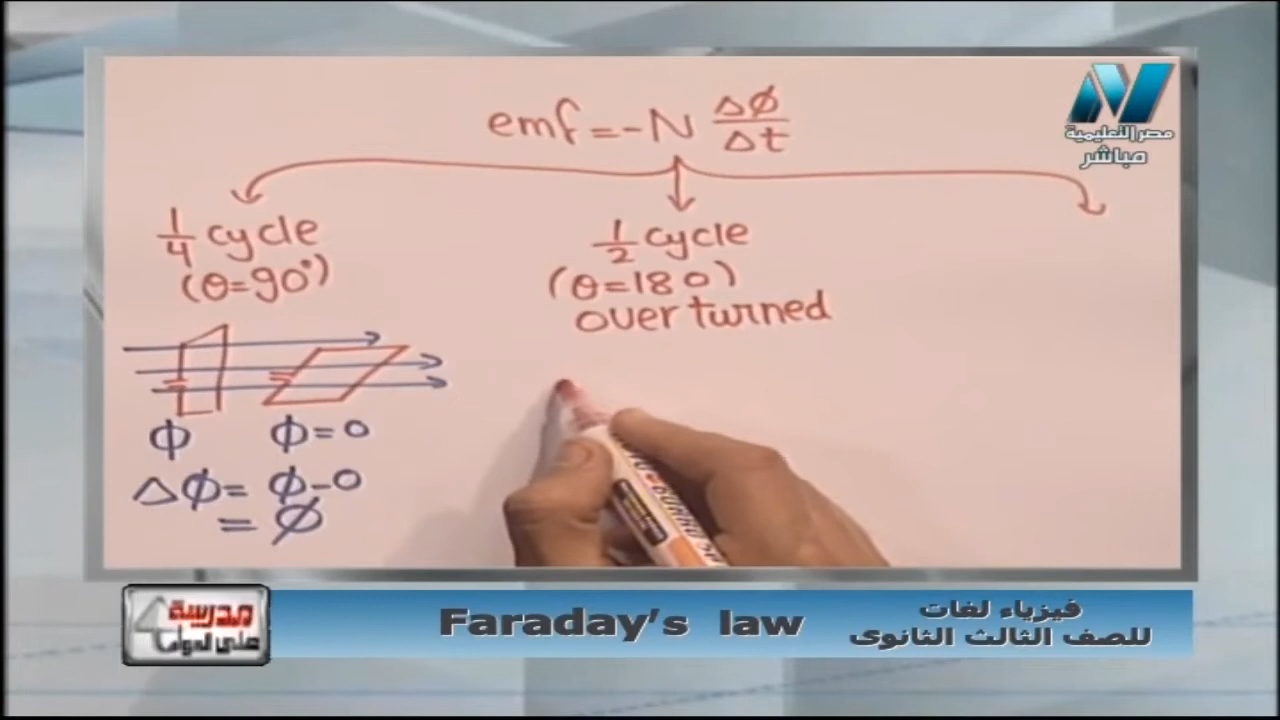 مصر التعليمية
مباشر
emf = -N ΔΦ/Δt
1/4 cycle
(θ=90°)
Φ
Φ = 0
ΔΦ = Φ - 0
= Φ
1/2 cycle
(θ=180)
over turned
مدرسة
على الهواء
4
Faraday's law
فيزياء لغات
للصف الثالث الثانوى